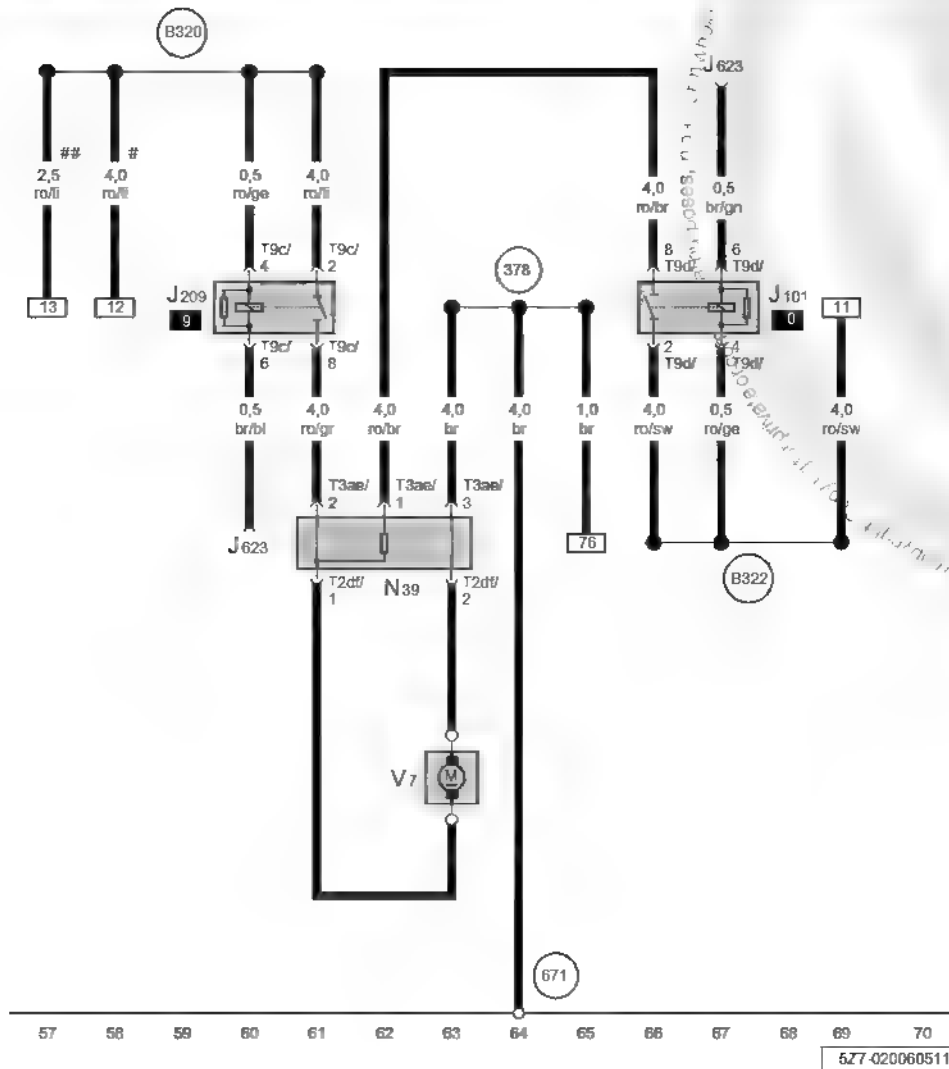 B320
J623
##
#
2,5
ro/li
4,0
ro/li
0,5
ro/ge
4,0
ro/li
4,0
ro/br
0,5
br/gn
T9c/
4
T9c/
2
8
T9d/
6
T9d/
378
13
12
J209
9
J101
0
11
T9c/
6
T9c/
8
2
T9d/
4
T9d/
0,5
br/bl
4,0
ro/gr
4,0
ro/br
4,0
br
4,0
br
1,0
br
4,0
ro/sw
0,5
ro/ge
4,0
ro/sw
T3ae/
2
T3ae/
1
T3ae/
3
J623
76
B322
T2df/
1
N39
T2df/
2
V7
M
671
57 58 59 60 61 62 63 64 65 66 67 68 69 70
5Z7-020060511